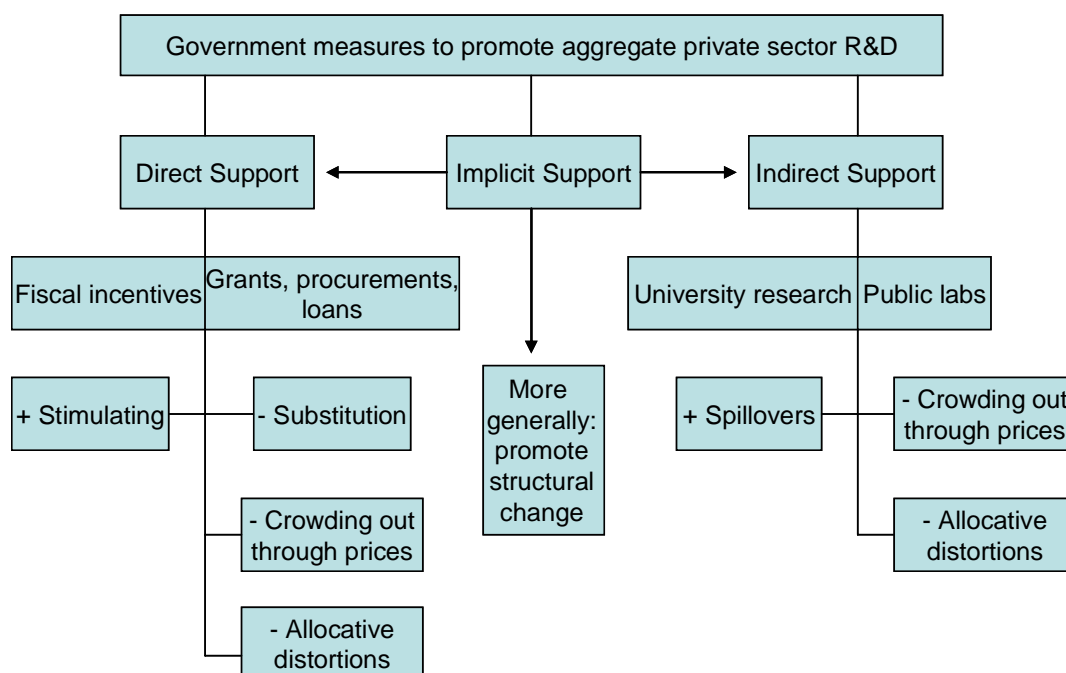 Government measures to promote aggregate private sector R&D
Direct Support
Implicit Support
Indirect Support
Fiscal incentives
Grants, procurements,
loans
University research
Public labs
+ Stimulating
- Substitution
More
generally:
promote
structural
change
+ Spillovers
- Crowding out
through prices
- Crowding out
through prices
- Allocative
distortions
- Allocative
distortions